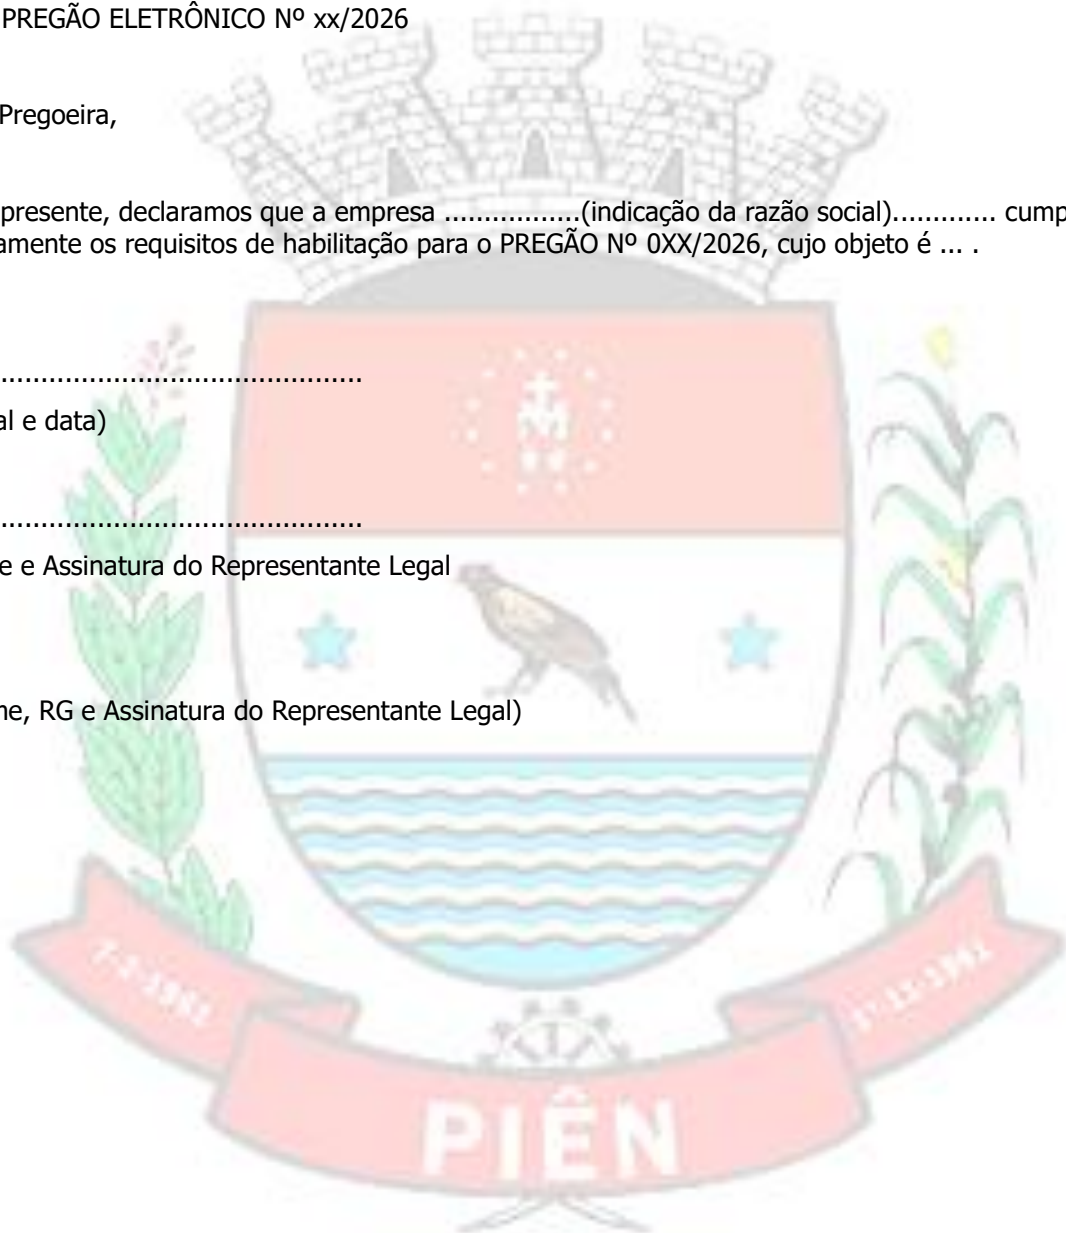 PREGÃO ELETRÔNICO Nº xx/2026
Pregoeira,
presente, declaramos que a empresa .................(indicação da razão social)............. cump
amente os requisitos de habilitação para o PREGÃO Nº 0XX/2026, cujo objeto é ... .
..............................................
al e data)
..............................................
e e Assinatura do Representante Legal
ne, RG e Assinatura do Representante Legal)
PIÊN